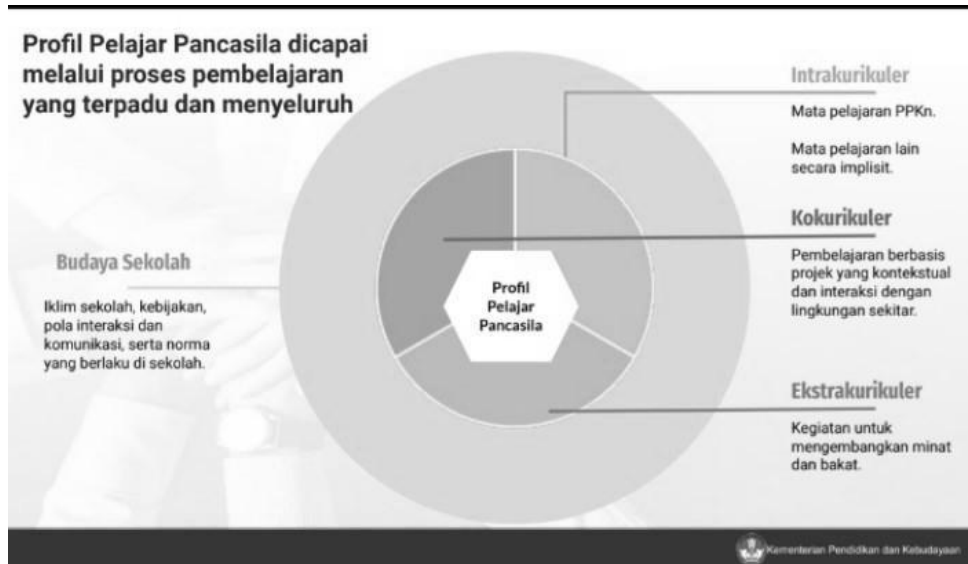 Profil Pelajar Pancasila dicapai
melalui proses pembelajaran
yang terpadu dan menyeluruh
Budaya Sekolah
Iklim sekolah, kebijakan,
pola interaksi dan
komunikasi, serta norma
yang berlaku di sekolah.
Profil
Pelajar
Pancasila
Intrakurikuler
Mata pelajaran PPKn.
Mata pelajaran lain
secara implisit.
Kokurikuler
Pembelajaran berbasis
projek yang kontekstual
dan interaksi dengan
lingkungan sekitar.
Ekstrakurikuler
Kegiatan untuk
mengembangkan minat
dan bakat.
Kementerian Pendidikan dan Kebudayaan